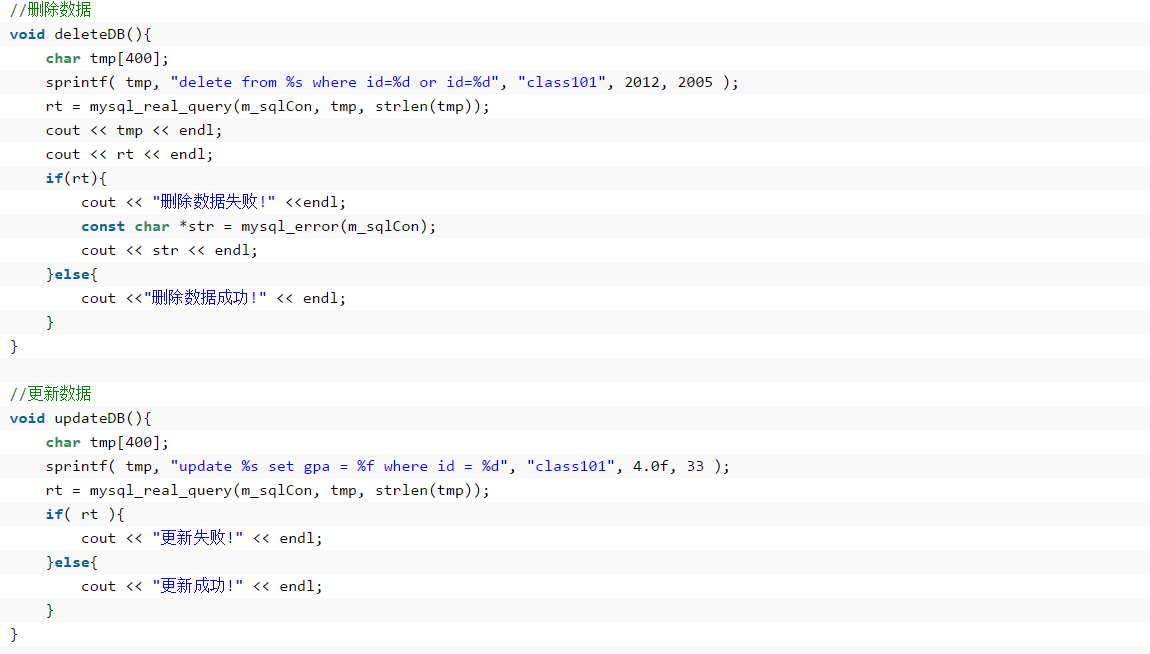 //删除数据
void deleteDB(){
    char tmp[400];
    sprintf( tmp, "delete from %s where id=%d or id=%d", "class101", 2012, 2005 );
    rt = mysql_real_query(m_sqlCon, tmp, strlen(tmp));
    cout << tmp << endl;
    cout << rt << endl;
    if(rt){
        cout << "删除数据失败!" <<endl;
        const char *str = mysql_error(m_sqlCon);
        cout << str << endl;
    }else{
        cout <<"删除数据成功!" << endl;
    }
}

//更新数据
void updateDB(){
    char tmp[400];
    sprintf( tmp, "update %s set gpa = %f where id = %d", "class101", 4.0f, 33 );
    rt = mysql_real_query(m_sqlCon, tmp, strlen(tmp));
    if( rt ){
        cout << "更新失败!" << endl;
    }else{
        cout << "更新成功!" << endl;
    }
}